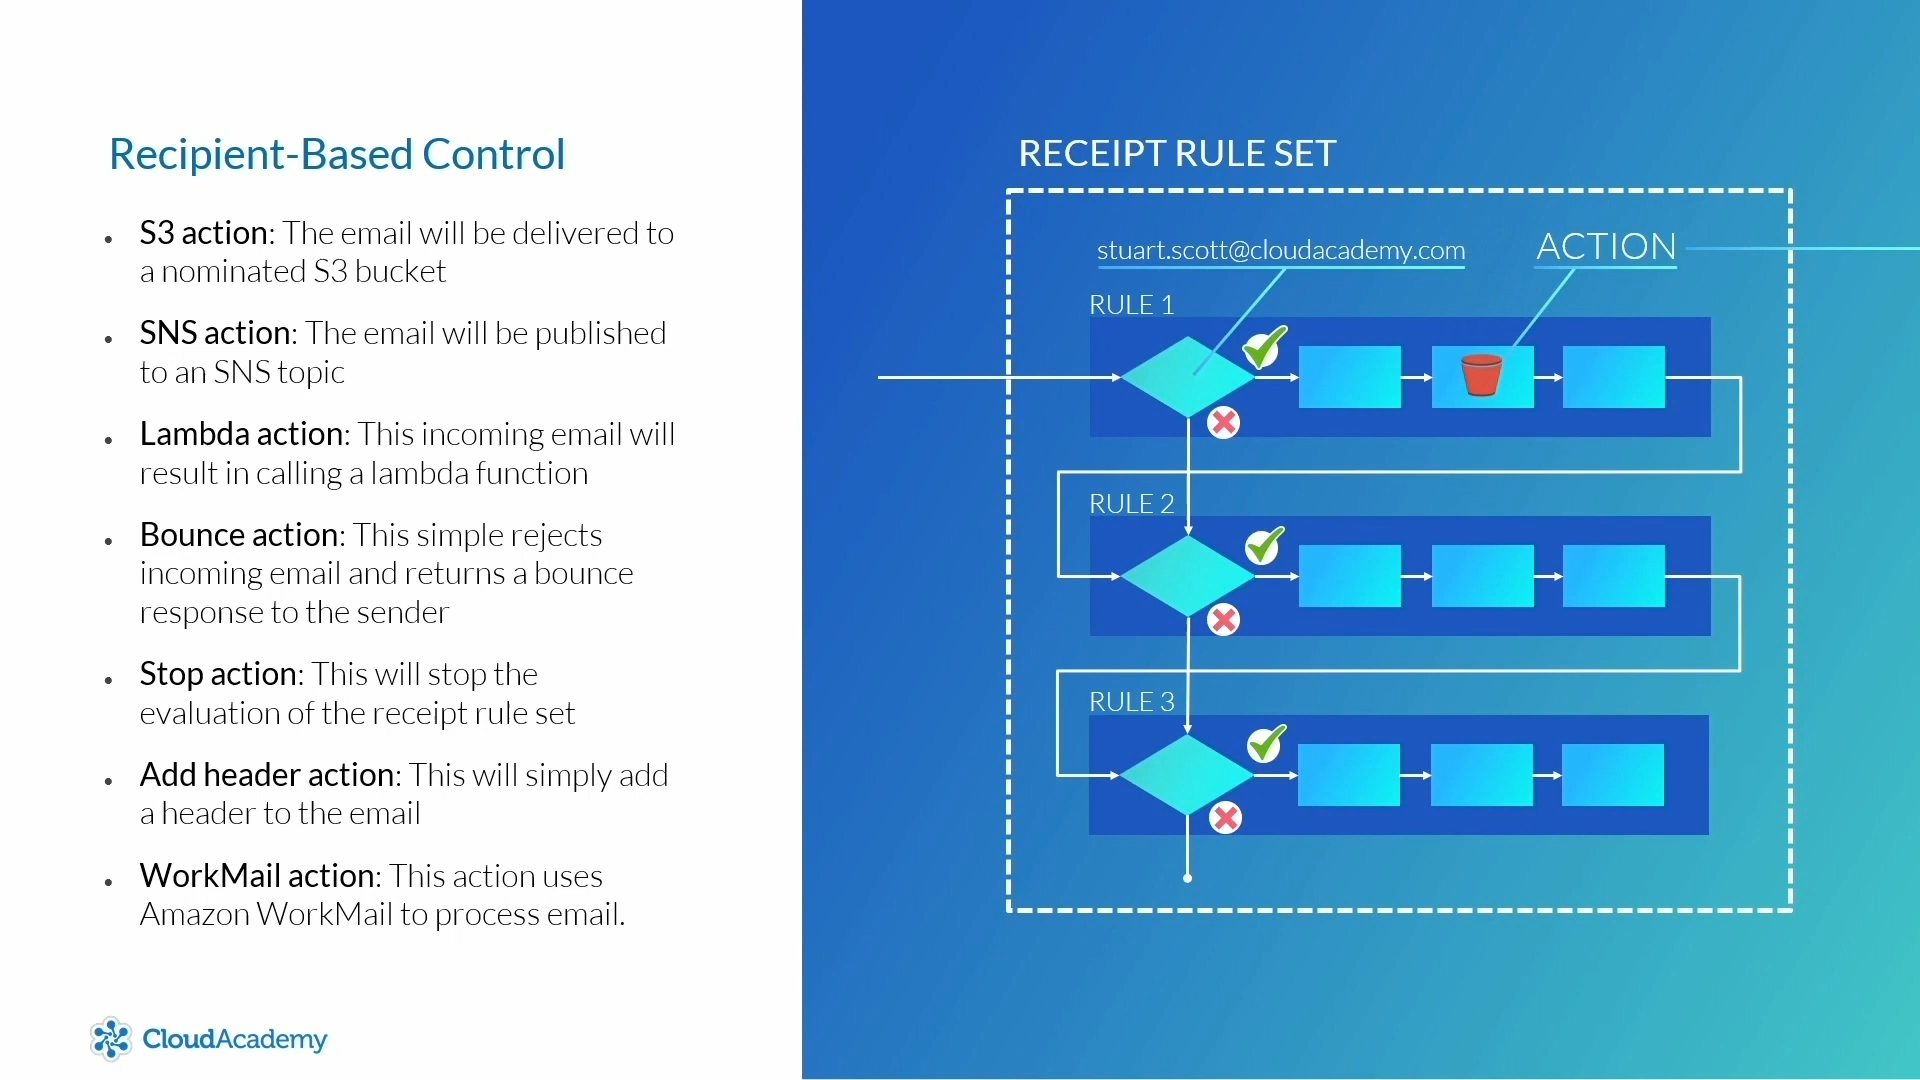 Recipient-Based Control
S3 action: The email will be delivered to
a nominated S3 bucket
SNS action: The email will be published
to an SNS topic
Lambda action: This incoming email will
result in calling a lambda function
Bounce action: This simple rejects
incoming email and returns a bounce
response to the sender
Stop action: This will stop the
evaluation of the receipt rule set
Add header action: This will simply add
a header to the email
WorkMail action: This action uses
Amazon WorkMail to process email.
CloudAcademy
RECEIPT RULE SET
stuart.scott@cloudacademy.com
ACTION
RULE 1
RULE 2
RULE 3